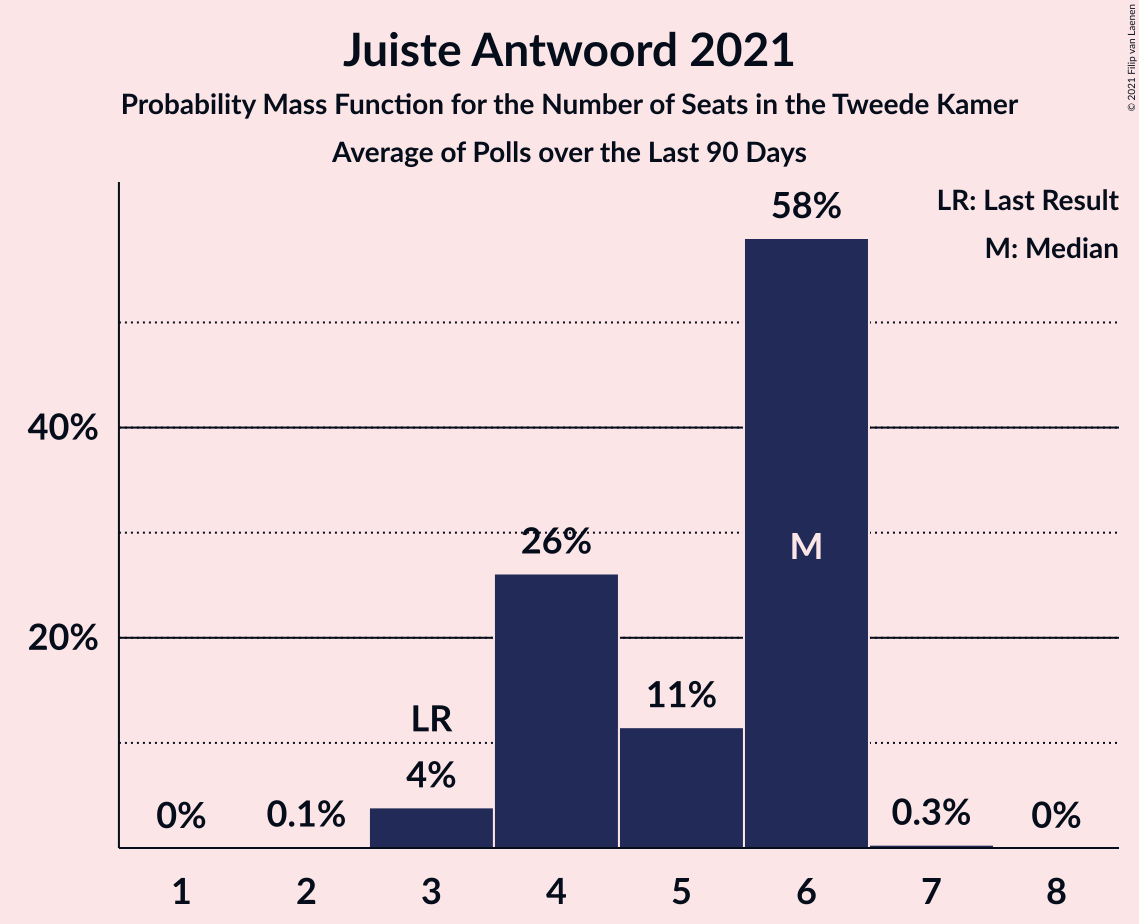 Juiste Antwoord 2021
Probability Mass Function for the Number of Seats in the Tweede Kamer
Average of Polls over the Last 90 Days
© 2021 Filip van Laenen
LR: Last Result
M: Median
58%
40%
26%
M
20%
11%
LR
4%
0%
0.1%
0.3%
0%
1 2 3 4 5 6 7 8